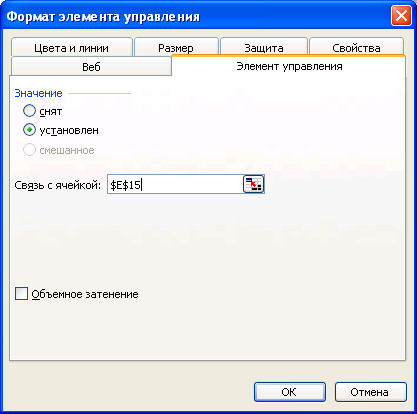 Формат элемента управления
Цвета и линии Размер Защита Свойства
Веб Элемент управления
Значение
снят
установлен
смешанное
Связь с ячейкой: $E$15
Объемное затенение
ОК Отмена